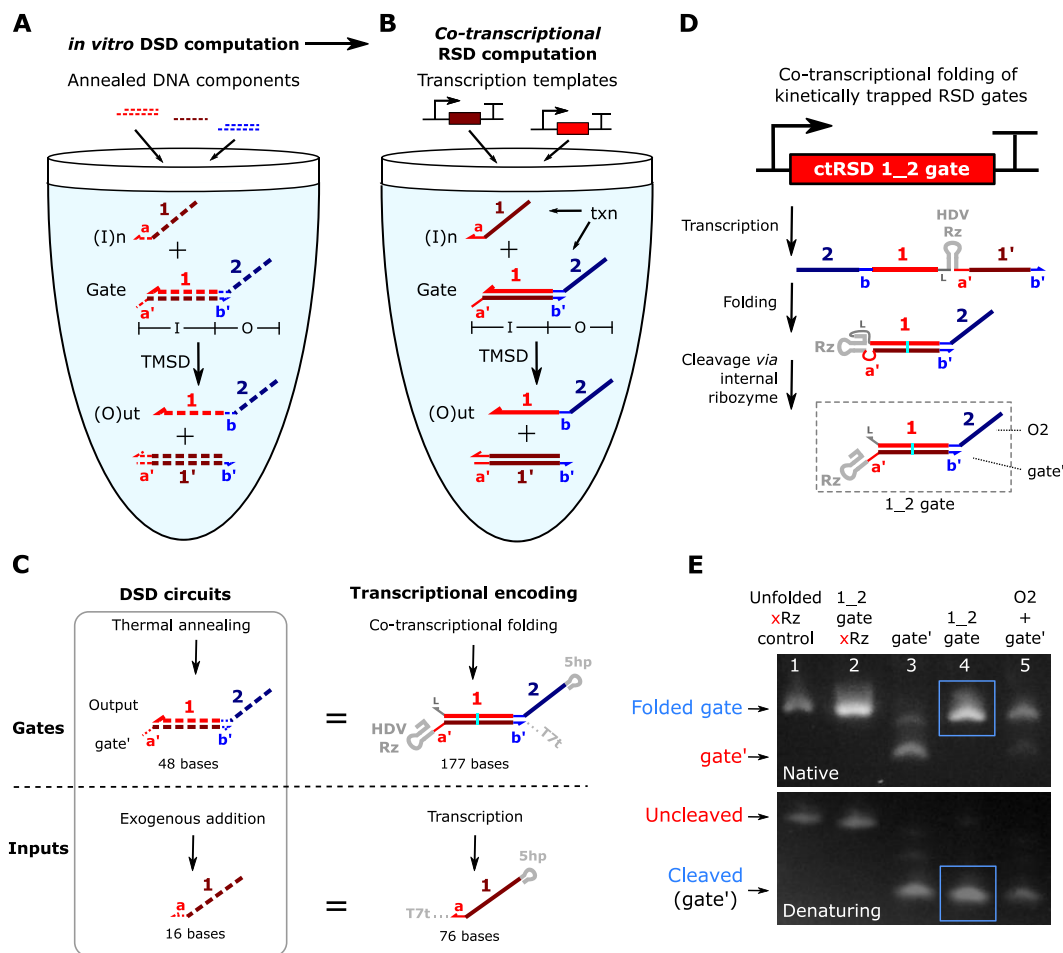 A
in vitro DSD computation
Annealed DNA components
1
a
(I)n
+
2
1
Gate
a'
b'
I
O
TMSD
2
1
(O)ut
b
+
a'
1'
b'
B
Co-transcriptional
RSD computation
Transcription templates
1
a
txn
(I)n
+
2
1
Gate
a'
b'
I
O
TMSD
2
1
(O)ut
b
+
a'
1'
b'
D
Co-transcriptional folding of
kinetically trapped RSD gates
ctRSD 1_2 gate
Transcription
HDV
Rz
2
1
1'
b
L
a'
b'
Folding
L
1
2
Rz
a'
b'
Cleavage via
internal
ribozyme
2
1
L
O2
a'
b'
gate'
Rz
1_2 gate
C
DSD circuits
Transcriptional encoding
Thermal annealing
Co-transcriptional folding
5hp
Output
1
2
=
L
1
2
Gates
gate'
a'
b'
HDV
Rz
a'
b'
T7t
48 bases
177 bases
Exogenous addition
Transcription
Inputs
5hp
1
a
=
1
T7t
a
16 bases
76 bases
E
Unfolded
xRz
control
1_2
gate
xRz
gate'
1_2
gate
O2
+
gate'
1 2 3 4 5
Folded gate
gate'
Native
Uncleaved
Cleaved
(gate')
Denaturing